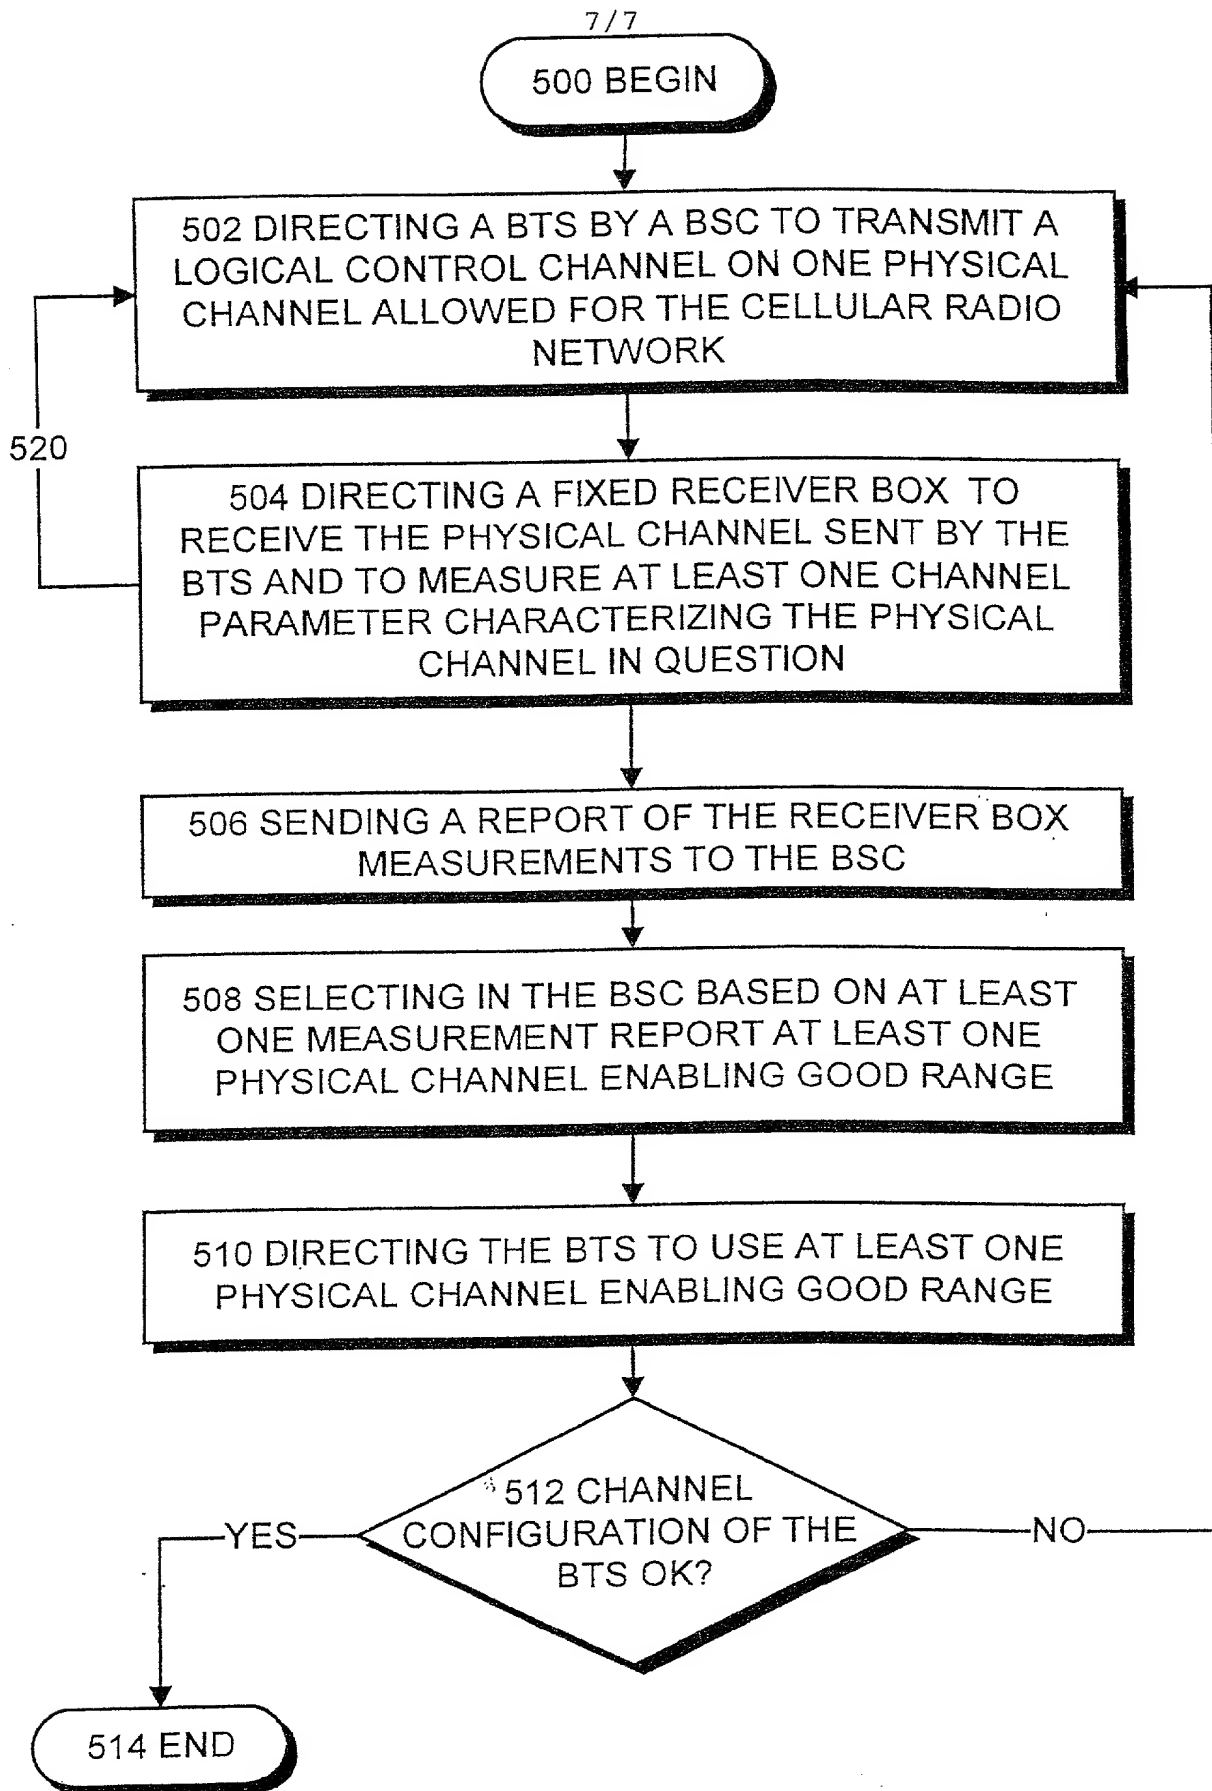 7/7
500 BEGIN
502 DIRECTING A BTS BY A BSC TO TRANSMIT A
LOGICAL CONTROL CHANNEL ON ONE PHYSICAL
CHANNEL ALLOWED FOR THE CELLULAR RADIO
NETWORK
520
504 DIRECTING A FIXED RECEIVER BOX TO
RECEIVE THE PHYSICAL CHANNEL SENT BY THE
BTS AND TO MEASURE AT LEAST ONE CHANNEL
PARAMETER CHARACTERIZING THE PHYSICAL
CHANNEL IN QUESTION
506 SENDING A REPORT OF THE RECEIVER BOX
MEASUREMENTS TO THE BSC
508 SELECTING IN THE BSC BASED ON AT LEAST
ONE MEASUREMENT REPORT AT LEAST ONE
PHYSICAL CHANNEL ENABLING GOOD RANGE
510 DIRECTING THE BTS TO USE AT LEAST ONE
PHYSICAL CHANNEL ENABLING GOOD RANGE
512 CHANNEL
CONFIGURATION OF THE
BTS OK?
YES
NO
514 END